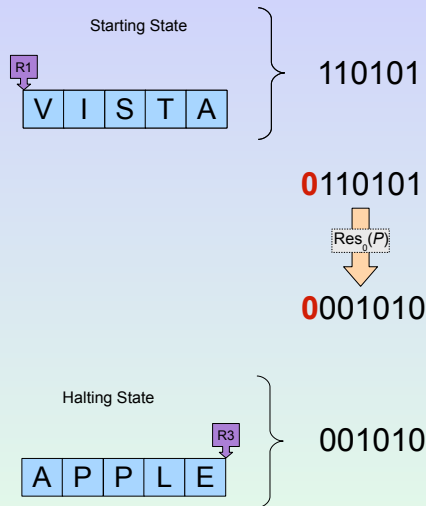 Starting State
R1
V I S T A
110101
0110101
Res0(P)
0001010
Halting State
R3
A P P L E
001010